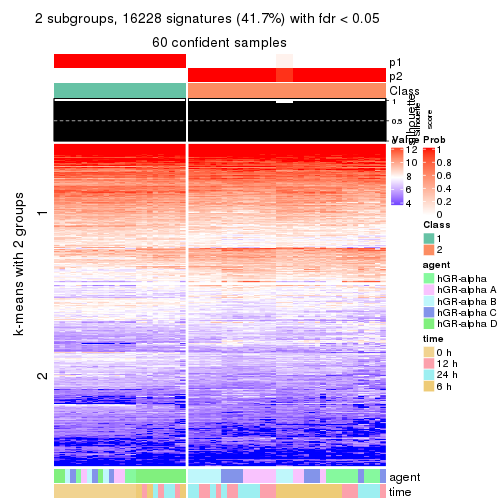 2 subgroups, 16228 signatures (41.7%) with fdr < 0.05
60 confident samples
p1
p2
Class
1
0.5
Silhouette
score
k-means with 2 groups
1
2
Value
12
10
8
6
4
Prob
1
0.8
0.6
0.4
0.2
0
Class
1
2
agent
hGR-alpha
hGR-alpha A
hGR-alpha B
hGR-alpha C
hGR-alpha D
time
0 h
12 h
24 h
6 h
agent
time